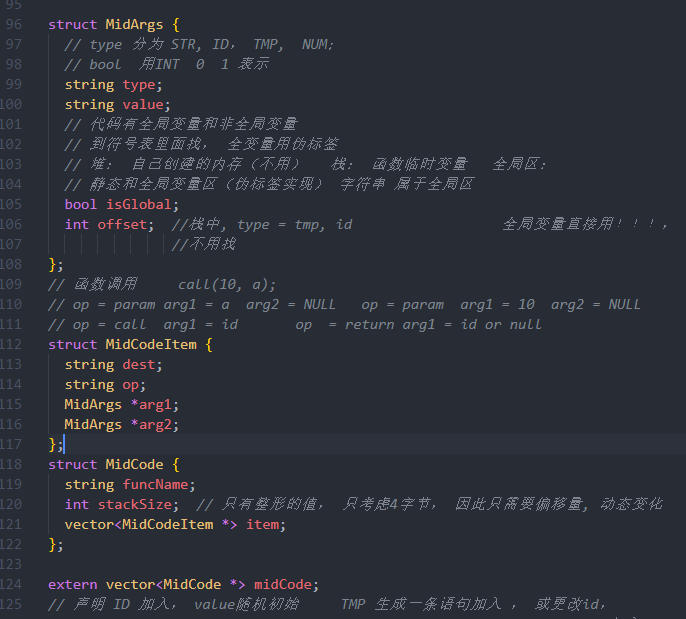 95
96 struct MidArgs {
97 // type 分为 STR, ID, TMP, NUM;
98 // bool 用INT 0 1 表示
99 string type;
100 string value;
101 // 代码有全局变量和非全局变量
102 // 到符号表里面找， 全变量用伪标签
103 // 堆: 自己创建的内存（不用） 栈: 函数临时变量 全局区:
104 // 静态和全局变量区（伪标签实现） 字符串 属于全局区
105 bool isGlobal;
106 int offset; //栈中, type = tmp, id 全局变量直接用！！！，
107 //不用找
108 };
109 // 函数调用 call(10, a);
110 // op = param arg1 = a arg2 = NULL op = param arg1 = 10 arg2 = NULL
111 // op = call arg1 = id op = return arg1 = id or null
112 struct MidCodeItem {
113 string dest;
114 string op;
115 MidArgs *arg1;
116 MidArgs *arg2;
117 };
118 struct MidCode {
119 string funcName;
120 int stackSize; // 只有整形的值， 只考虑4字节， 因此只需要偏移量, 动态变化
121 vector<MidCodeItem *> item;
122 };
123
124 extern vector<MidCode *> midCode;
125 // 声明 ID 加入， value随机初始 TMP 生成一条语句加入 ， 或更改id，